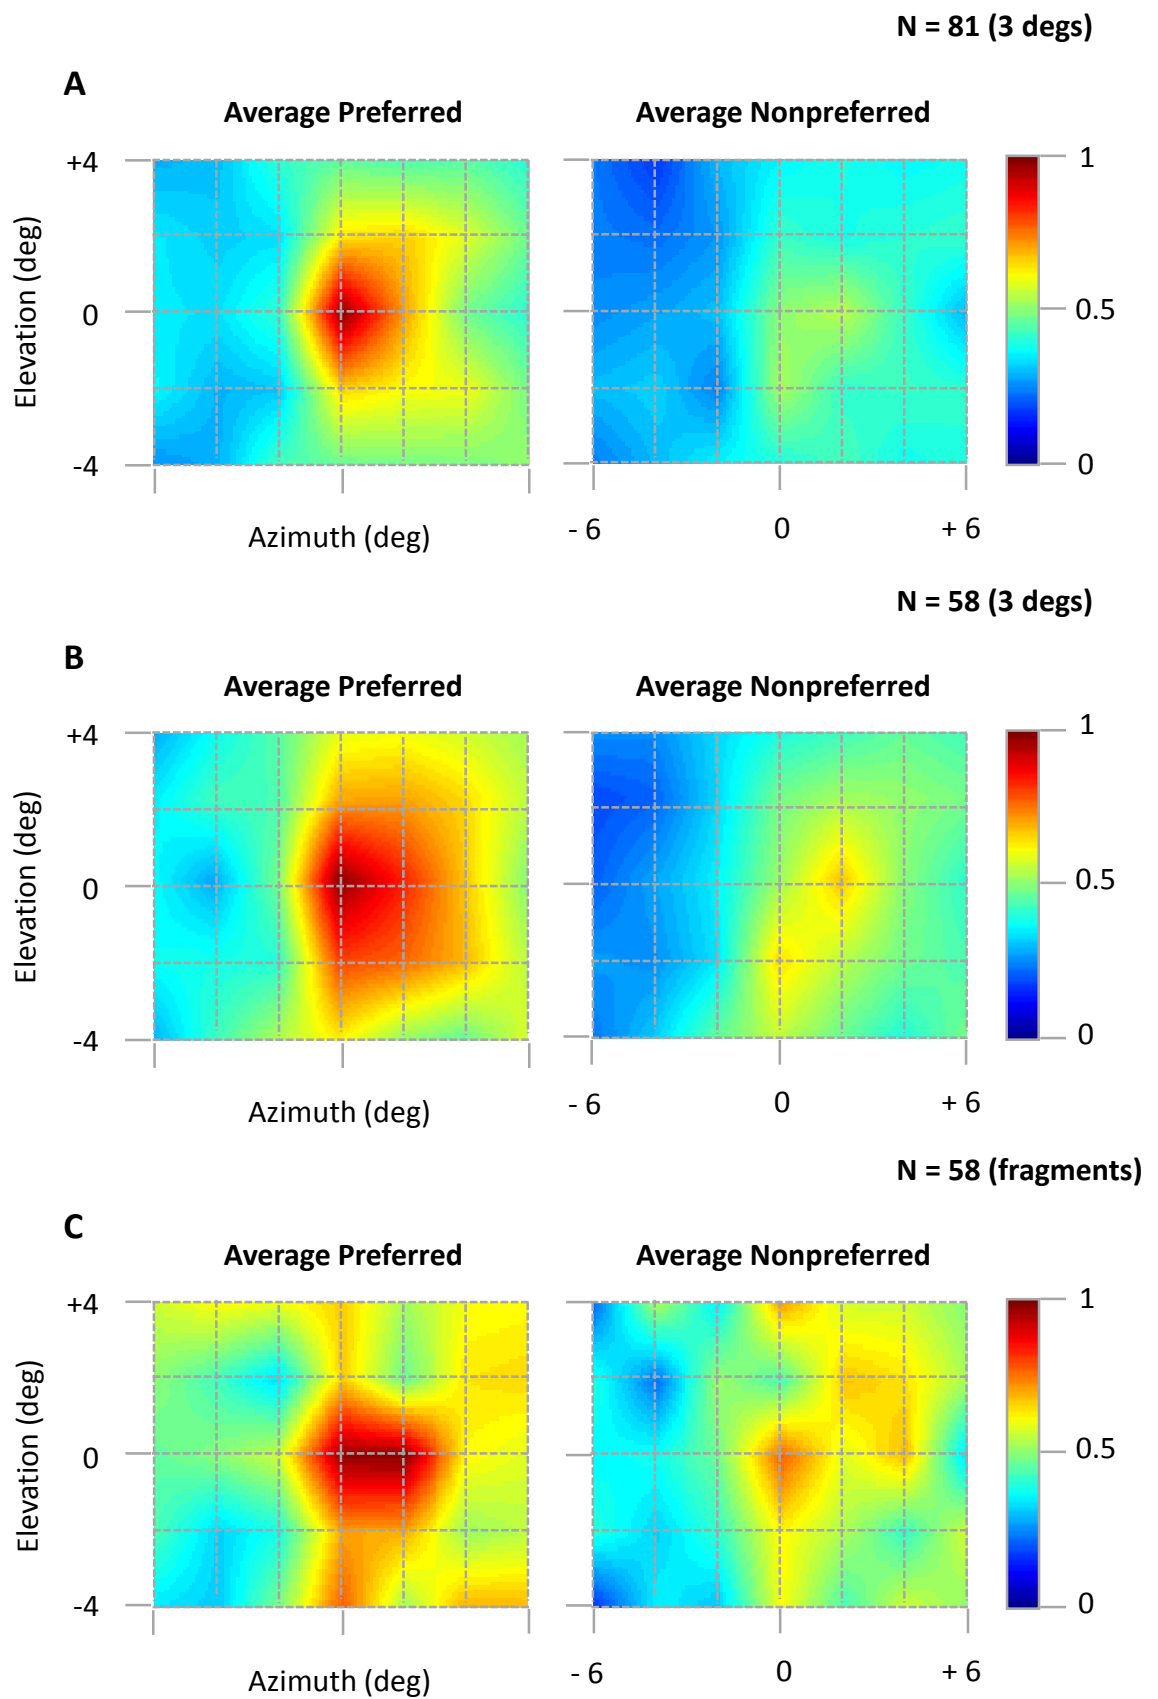 N = 81 (3 degs)
A
Average Preferred
Average Nonpreferred
+4
0
-4
Elevation (deg)
1
0.5
0
Azimuth (deg)
- 6
0
+ 6
N = 58 (3 degs)
B
Average Preferred
Average Nonpreferred
+4
0
-4
Elevation (deg)
1
0.5
0
Azimuth (deg)
- 6
0
+ 6
N = 58 (fragments)
C
Average Preferred
Average Nonpreferred
+4
0
-4
Elevation (deg)
1
0.5
0
Azimuth (deg)
- 6
0
+ 6